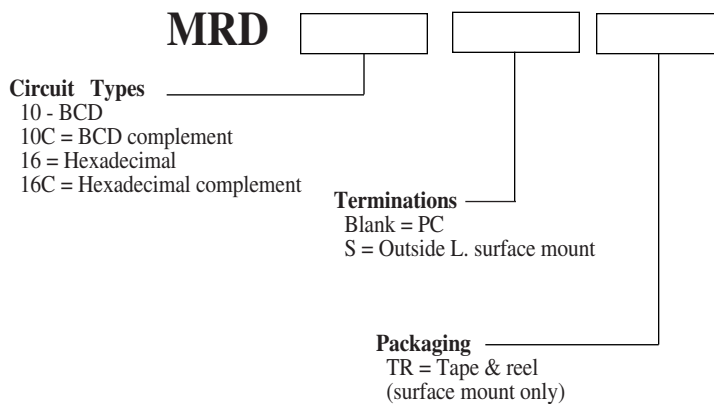 MRD
Circuit Types
10 - BCD
10C = BCD complement
16 = Hexadecimal
16C = Hexadecimal complement
Terminations
Blank = PC
S = Outside L. surface mount
Packaging
TR = Tape & reel
(surface mount only)